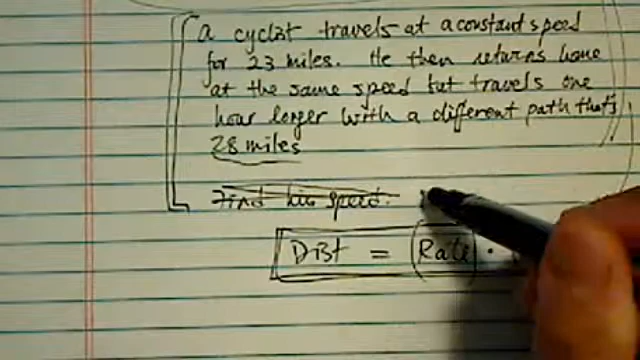 A cyclist travels at a constant speed
for 23 miles. He then returns home
at the same speed but travels one
hour longer with a different path that's
28 miles
Find his speed.
Dist = Rate ·